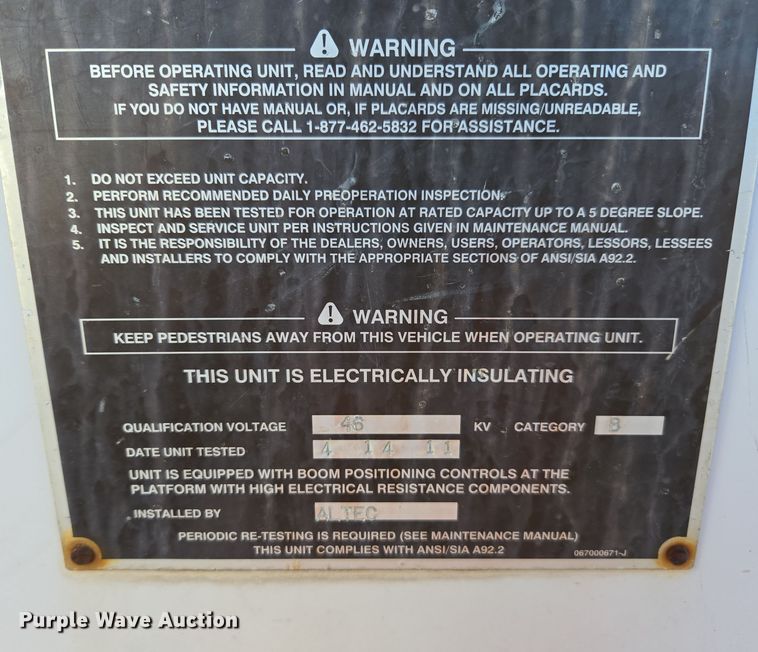 WARNING
BEFORE OPERATING UNIT, READ AND UNDERSTAND ALL OPERATING AND
SAFETY INFORMATION IN MANUAL AND ON ALL PLACARDS.
IF YOU DO NOT HAVE MANUAL OR, IF PLACARDS ARE MISSING/UNREADABLE,
PLEASE CALL 1-877-462-5832 FOR ASSISTANCE.
1. DO NOT EXCEED UNIT CAPACITY.
2. PERFORM RECOMMENDED DAILY PREOPERATION INSPECTION.
3. THIS UNIT HAS BEEN TESTED FOR OPERATION AT RATED CAPACITY UP TO A 5 DEGREE SLOPE.
4. INSPECT AND SERVICE UNIT PER INSTRUCTIONS GIVEN IN MAINTENANCE MANUAL.
5. IT IS THE RESPONSIBILITY OF THE DEALERS, OWNERS, USERS, OPERATORS, LESSORS, LESSEES
AND INSTALLERS TO COMPLY WITH THE APPROPRIATE SECTIONS OF ANSI/SIA A92.2.
WARNING
KEEP PEDESTRIANS AWAY FROM THIS VEHICLE WHEN OPERATING UNIT.
THIS UNIT IS ELECTRICALLY INSULATING
QUALIFICATION VOLTAGE 46 KV CATEGORY B
DATE UNIT TESTED 4 14 11
UNIT IS EQUIPPED WITH BOOM POSITIONING CONTROLS AT THE
PLATFORM WITH HIGH ELECTRICAL RESISTANCE COMPONENTS.
INSTALLED BY ALTEC
PERIODIC RE-TESTING IS REQUIRED (SEE MAINTENANCE MANUAL)
THIS UNIT COMPLIES WITH ANSI/SIA A92.2 067000671-J
Purple Wave Auction